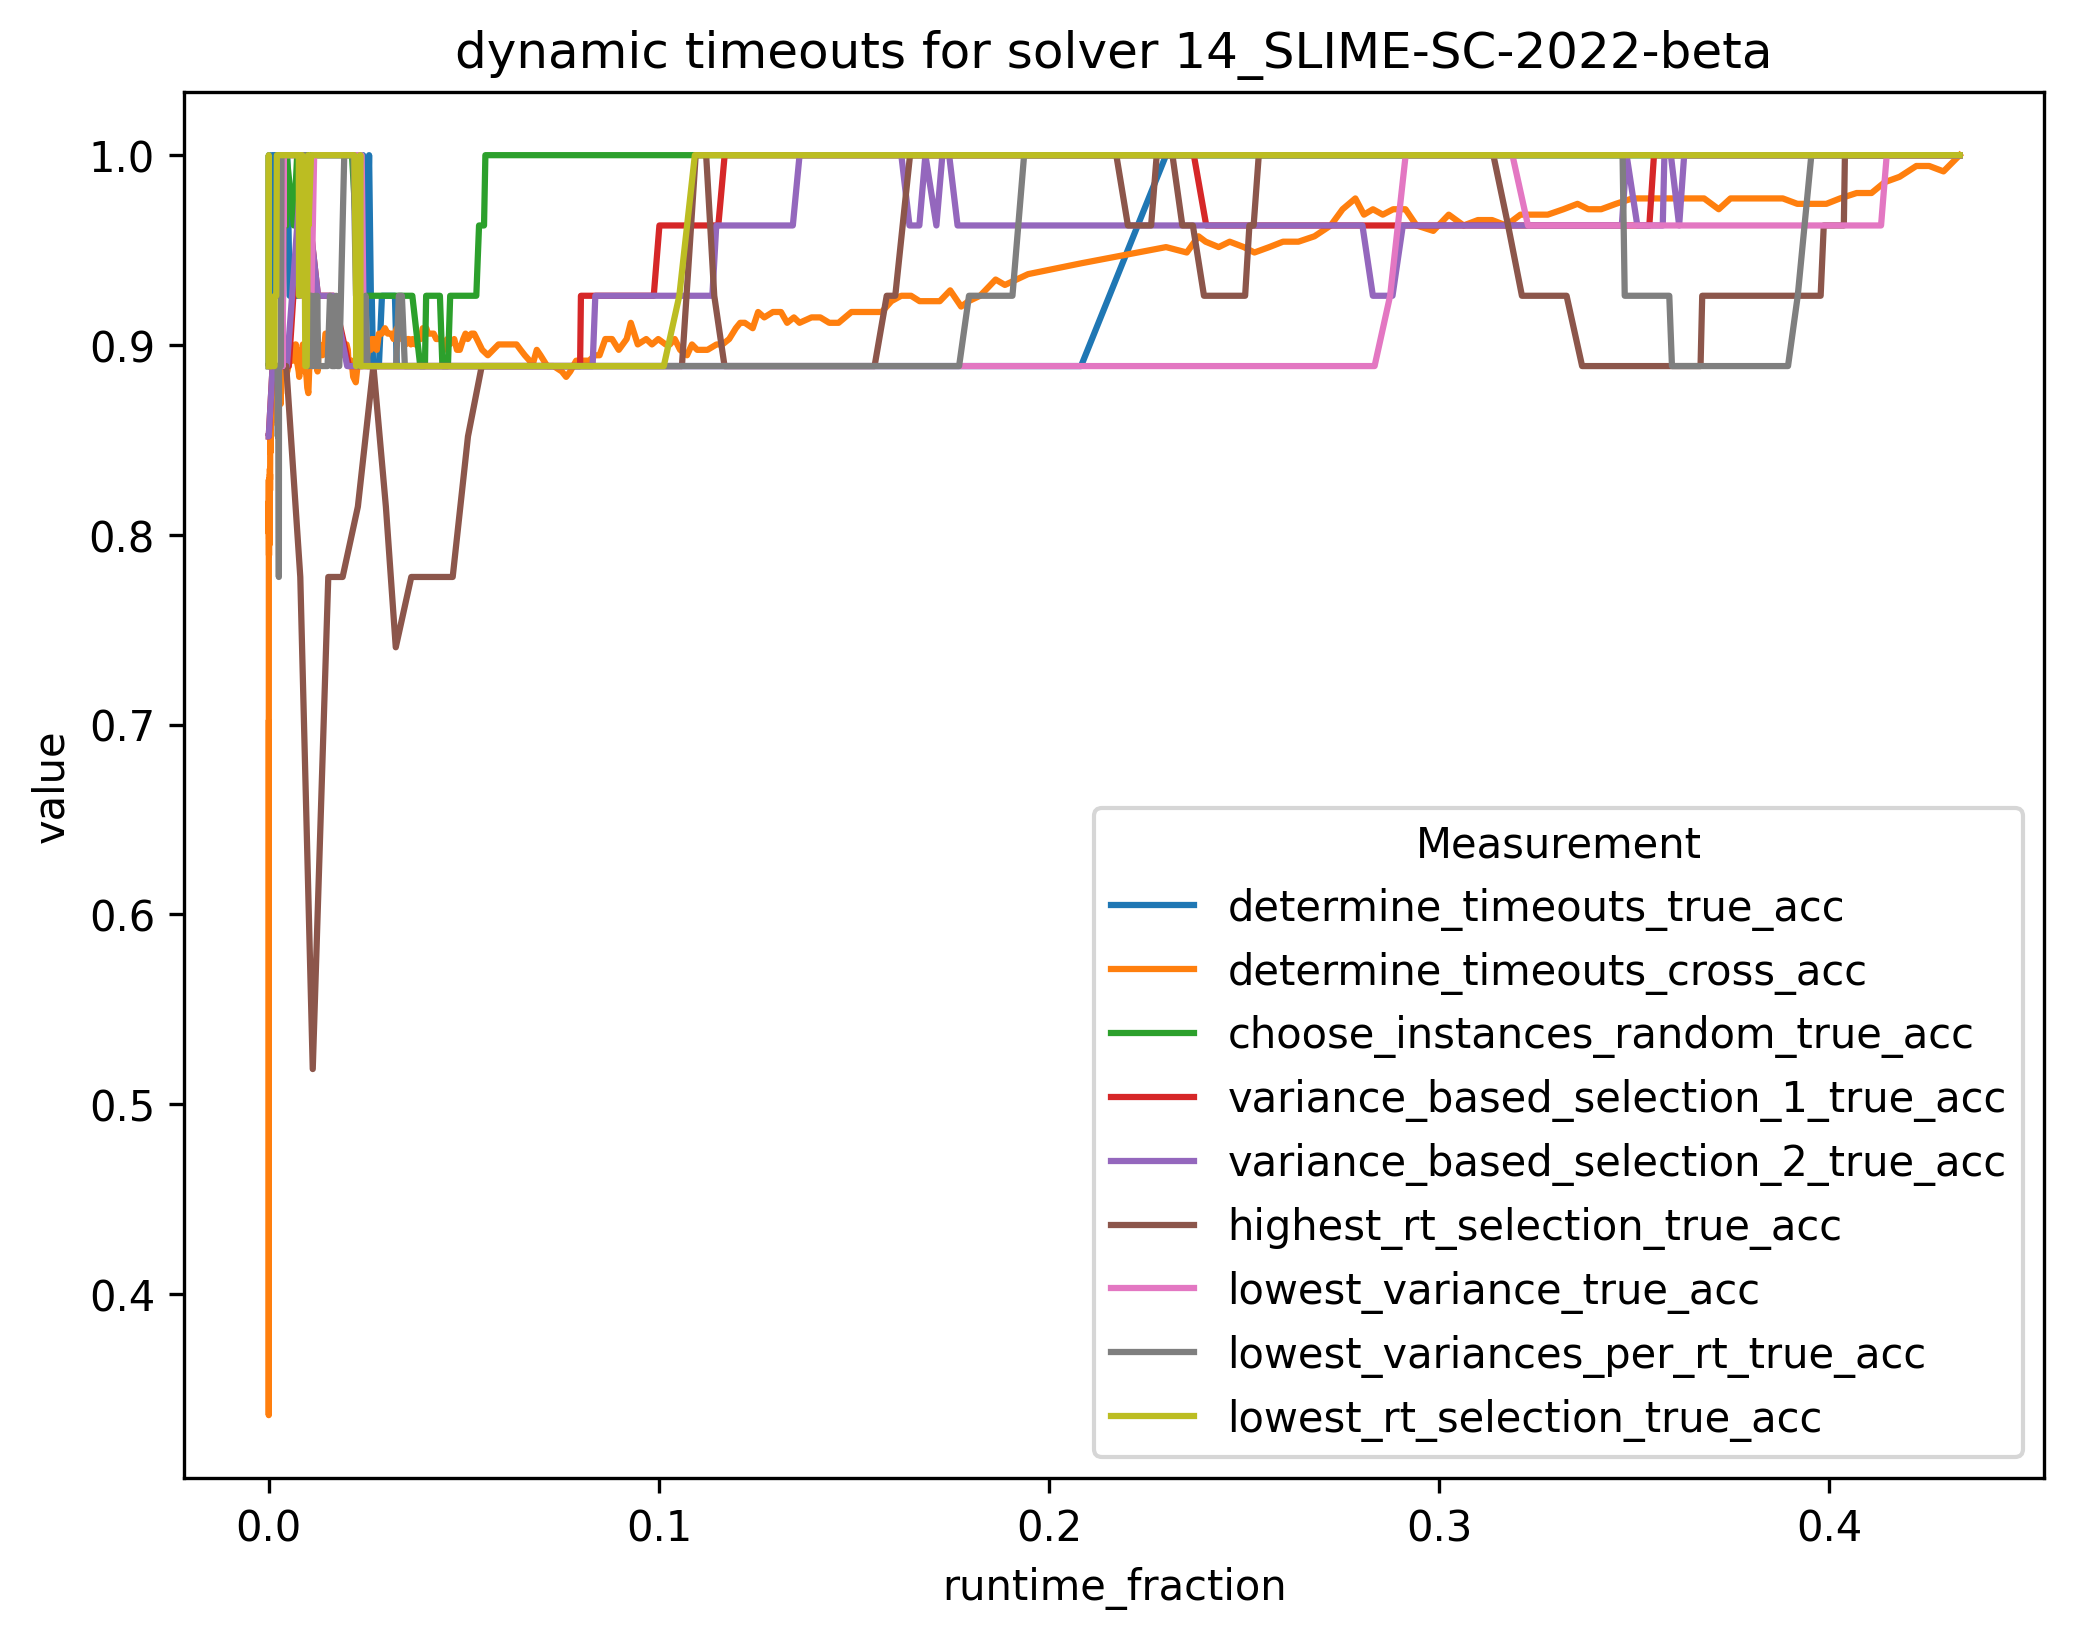 dynamic timeouts for solver 14_SLIME-SC-2022-beta
1.0
0.9
0.8
0.7
0.6
0.5
0.4
value
0.0
0.1
0.2
0.3
0.4
runtime_fraction
Measurement
determine_timeouts_true_acc
determine_timeouts_cross_acc
choose_instances_random_true_acc
variance_based_selection_1_true_acc
variance_based_selection_2_true_acc
highest_rt_selection_true_acc
lowest_variance_true_acc
lowest_variances_per_rt_true_acc
lowest_rt_selection_true_acc